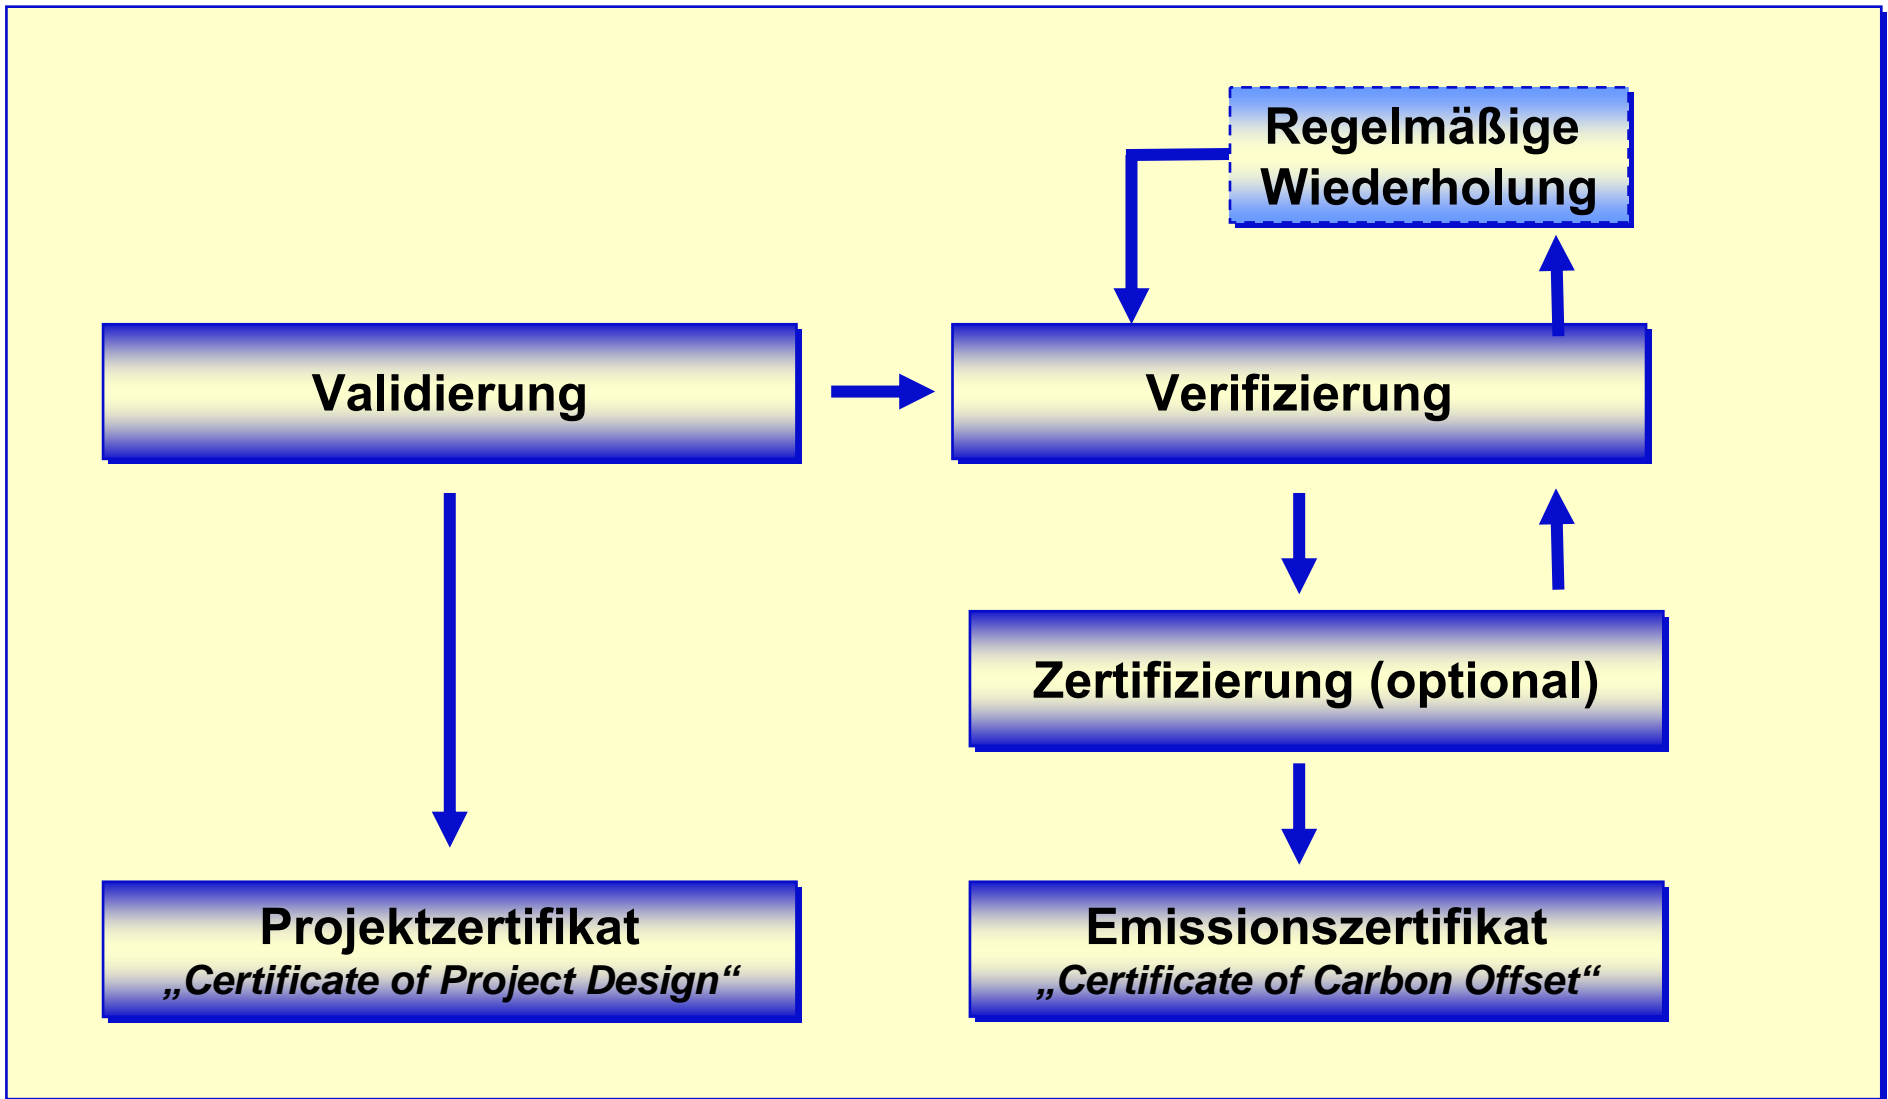 Regelmäßige
Wiederholung
Validierung
Verifizierung
Zertifizierung (optional)
Projektzertifikat
„Certificate of Project Design“
Emissionszertifikat
„Certificate of Carbon Offset“